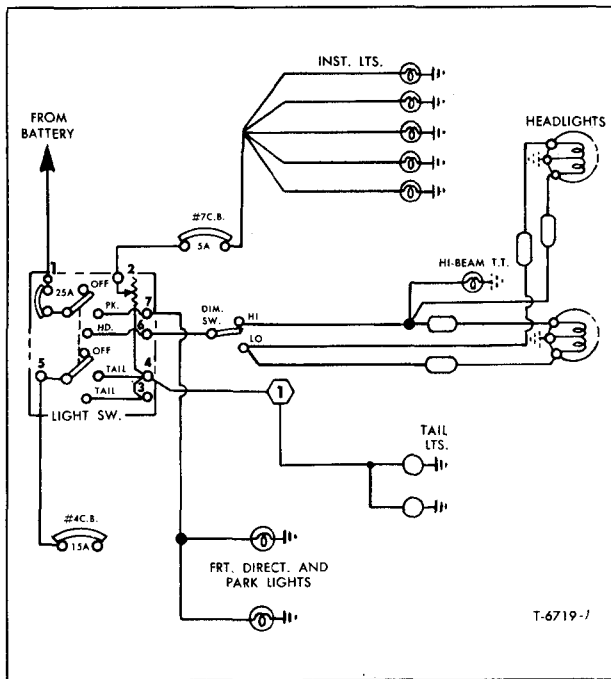 INST. LTS.
FROM
BATTERY
HEADLIGHTS
#7C.B.
5A
HI-BEAM T.T.
1
2
OFF
25A
PK.
7
DIM.
SW.
HI
HD.
6
LO
OFF
5
TAIL
4
1
TAIL
3
LIGHT SW.
TAIL
LTS.
#4C.B.
15A
FRT. DIRECT. AND
PARK LIGHTS
T-6719-1